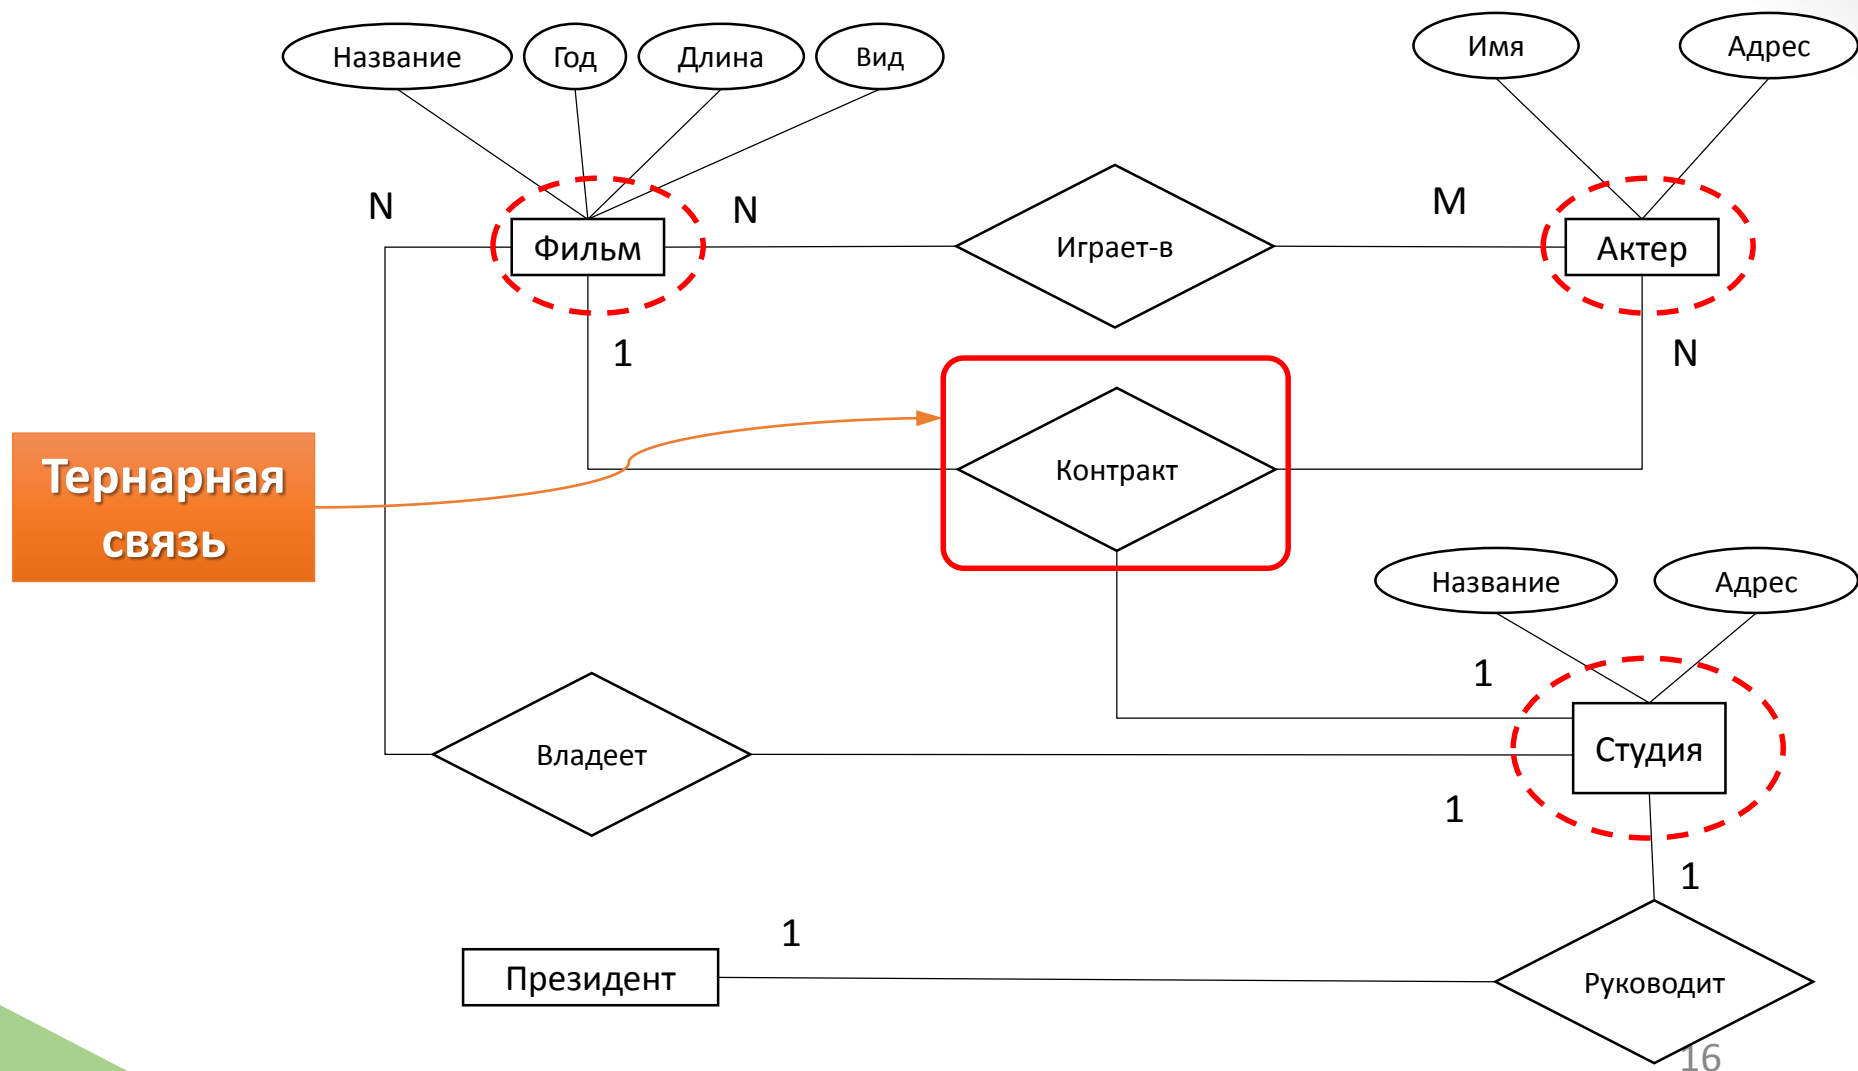 Название
Год
Длина
Вид
Имя
Адрес
N
N
M
Фильм
Играет-в
Актер
1
N
Тернарная
связь
Контракт
Название
Адрес
1
Владеет
Студия
1
1
1
Президент
Руководит
16